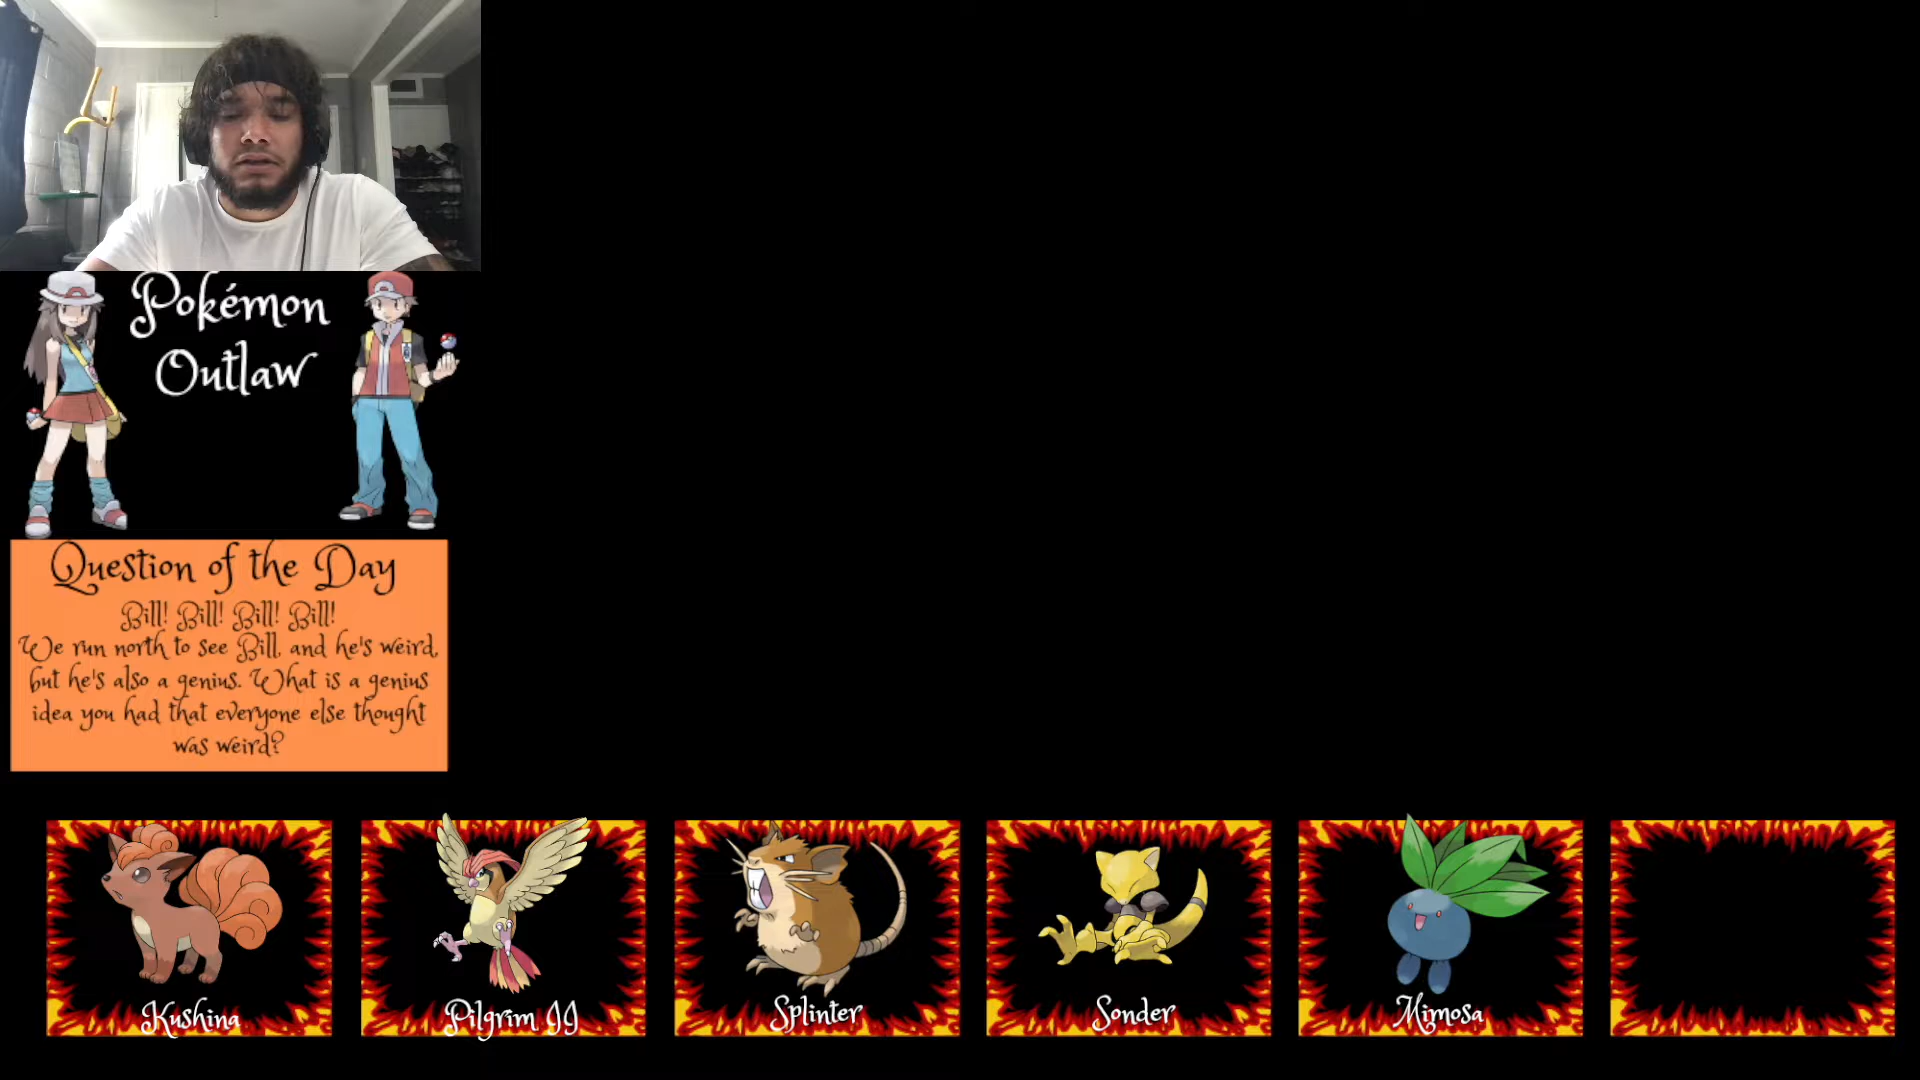 Pokémon
Outlaw
Question of the Day
Bill! Bill! Bill! Bill!
We run north to see Bill, and he's weird,
but he's also a genius. What is a genius
idea you had that everyone else thought
was weird?
Kushina
Pilgrim II
Splinter
Sonder
Mimosa